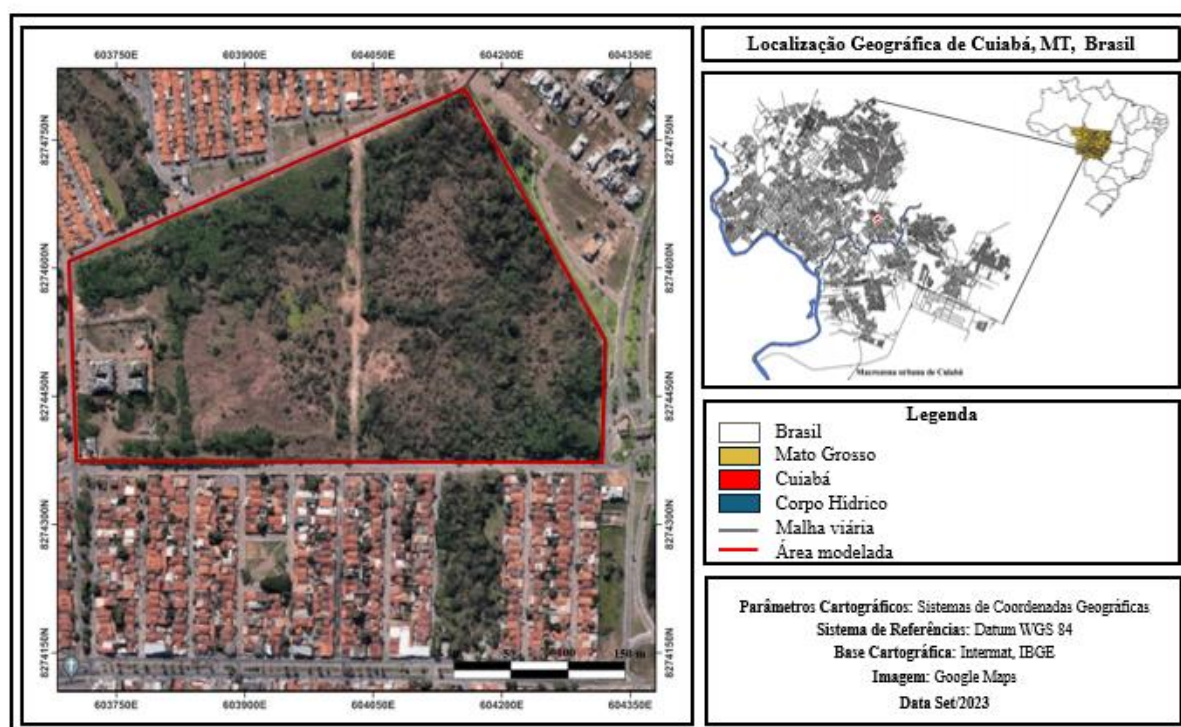 603750E 603900E 604050E 604200E 604350E
8274750N
8274600N
8274450N
8274300N
8274150N
8274750N
8274600N
8274450N
8274300N
8274150N
150 m
603750E 603900E 604050E 604200E 604350E
Localização Geográfica de Cuiabá, MT, Brasil
Macrozona urbana de Cuiabá
Legenda
Brasil
Mato Grosso
Cuiabá
Corpo Hídrico
Malha viária
Área modelada
Parâmetros Cartográficos: Sistemas de Coordenadas Geográficas
Sistema de Referências: Datum WGS 84
Base Cartográfica: Intermat, IBGE
Imagem: Google Maps
Data Set/2023